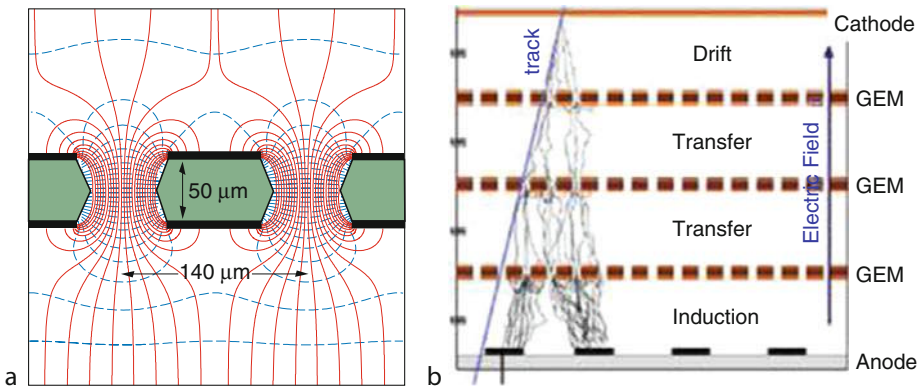 50 µm
140 µm
a
Cathode
track
Drift
GEM
Transfer
GEM
Electric Field
Transfer
GEM
Induction
Anode
b